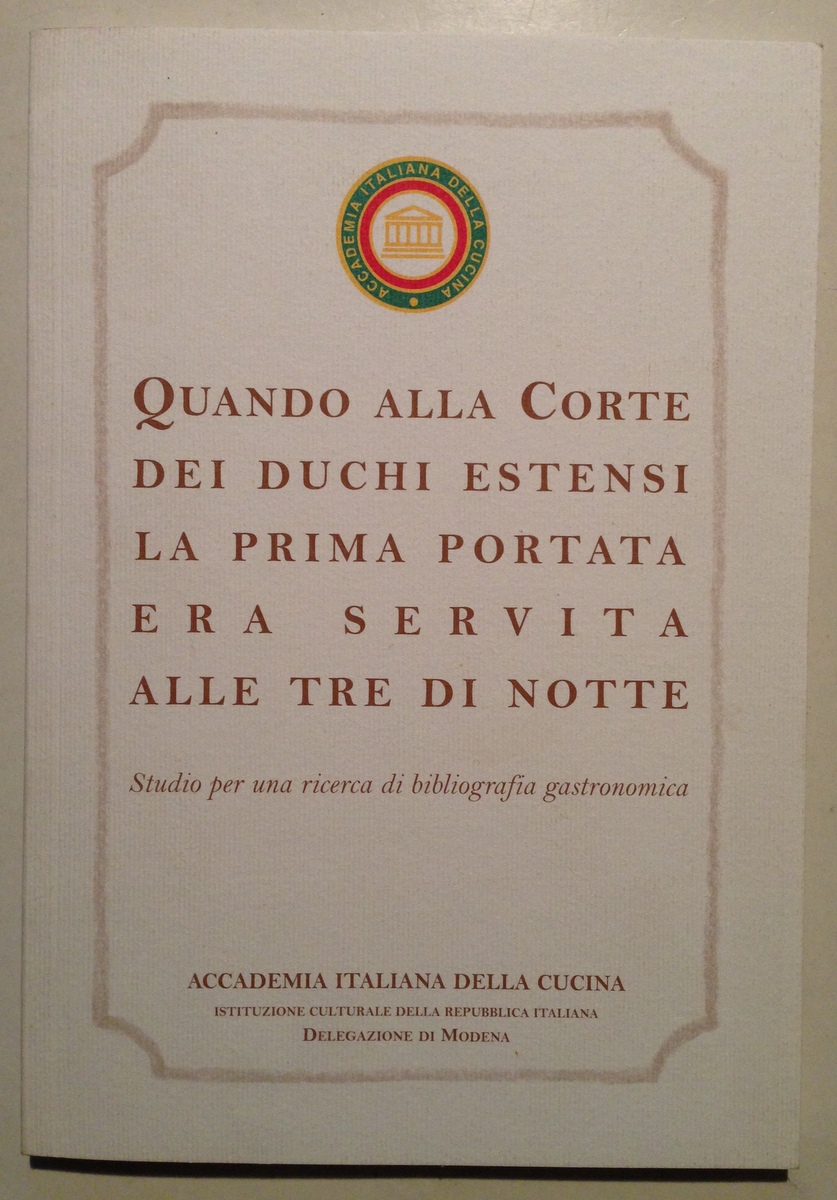 ACCADEMIA ITALIANA DELLA CUCINA
QUANDO ALLA CORTE
DEI DUCHI ESTENSI
LA PRIMA PORTATA
ERA SERVITA
ALLE TRE DI NOTTE
Studio per una ricerca di bibliografia gastronomica
ACCADEMIA ITALIANA DELLA CUCINA
ISTITUZIONE CULTURALE DELLA REPUBBLICA ITALIANA
DELEGAZIONE DI MODENA